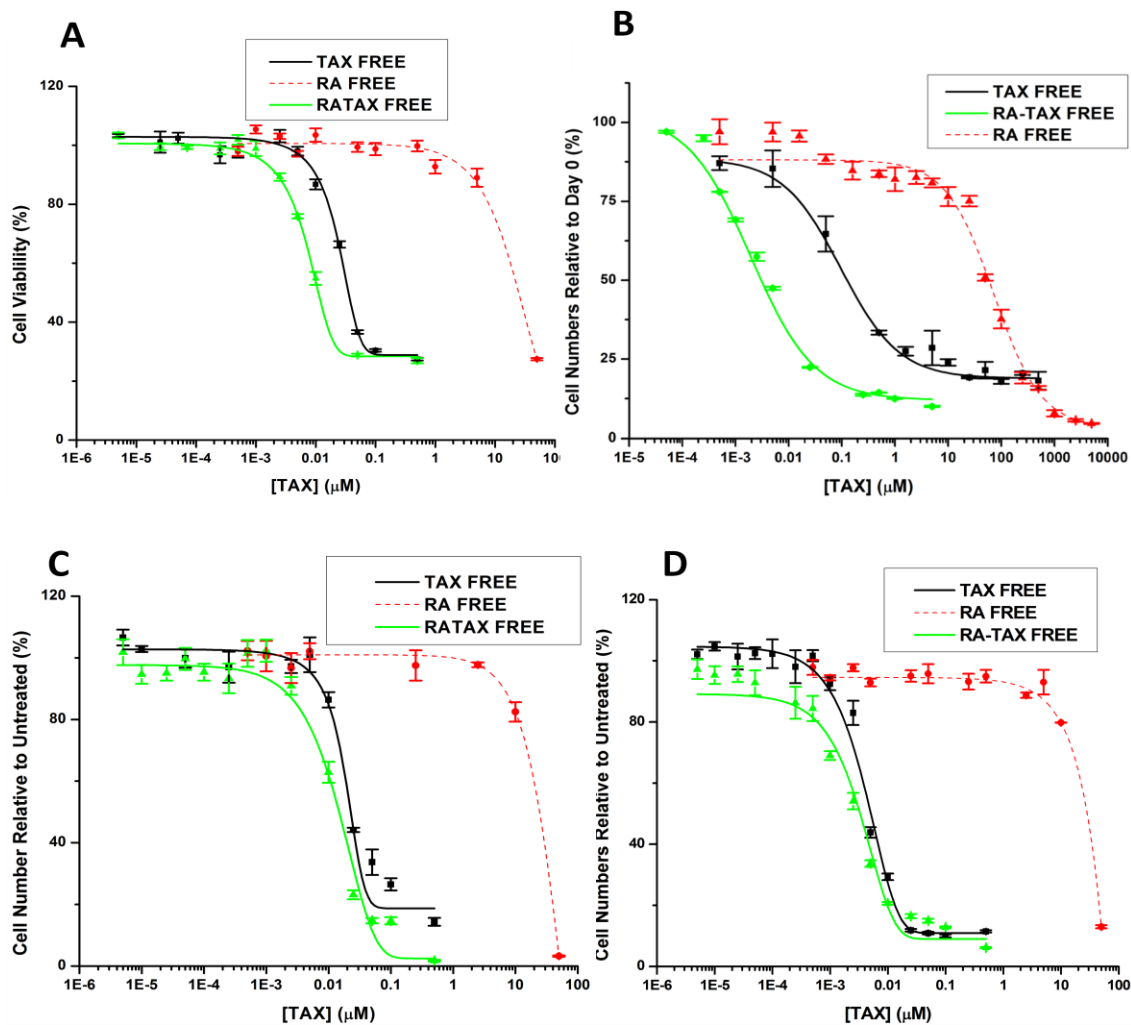 A
TAX FREE
RA FREE
RATAX FREE
Cell Viablility (%)
120
80
40
0
1E-6 1E-5 1E-4 1E-3 0.01 0.1 1 10 100
[TAX] (μM)
B
TAX FREE
RA-TAX FREE
RA FREE
Cell Numbers Relative to Day 0 (%)
100
75
50
25
0
1E-5 1E-4 1E-3 0.01 0.1 1 10 100 1000 10000
[TAX] (μM)
C
TAX FREE
RA FREE
RATAX FREE
Cell Number Relative to Untreated (%)
120
80
40
0
1E-6 1E-5 1E-4 1E-3 0.01 0.1 1 10 100
[TAX] (μM)
D
TAX FREE
RA FREE
RA-TAX FREE
Cell Numbers Relative to Untreated (%)
120
80
40
0
1E-6 1E-5 1E-4 1E-3 0.01 0.1 1 10 100
[TAX] (μM)